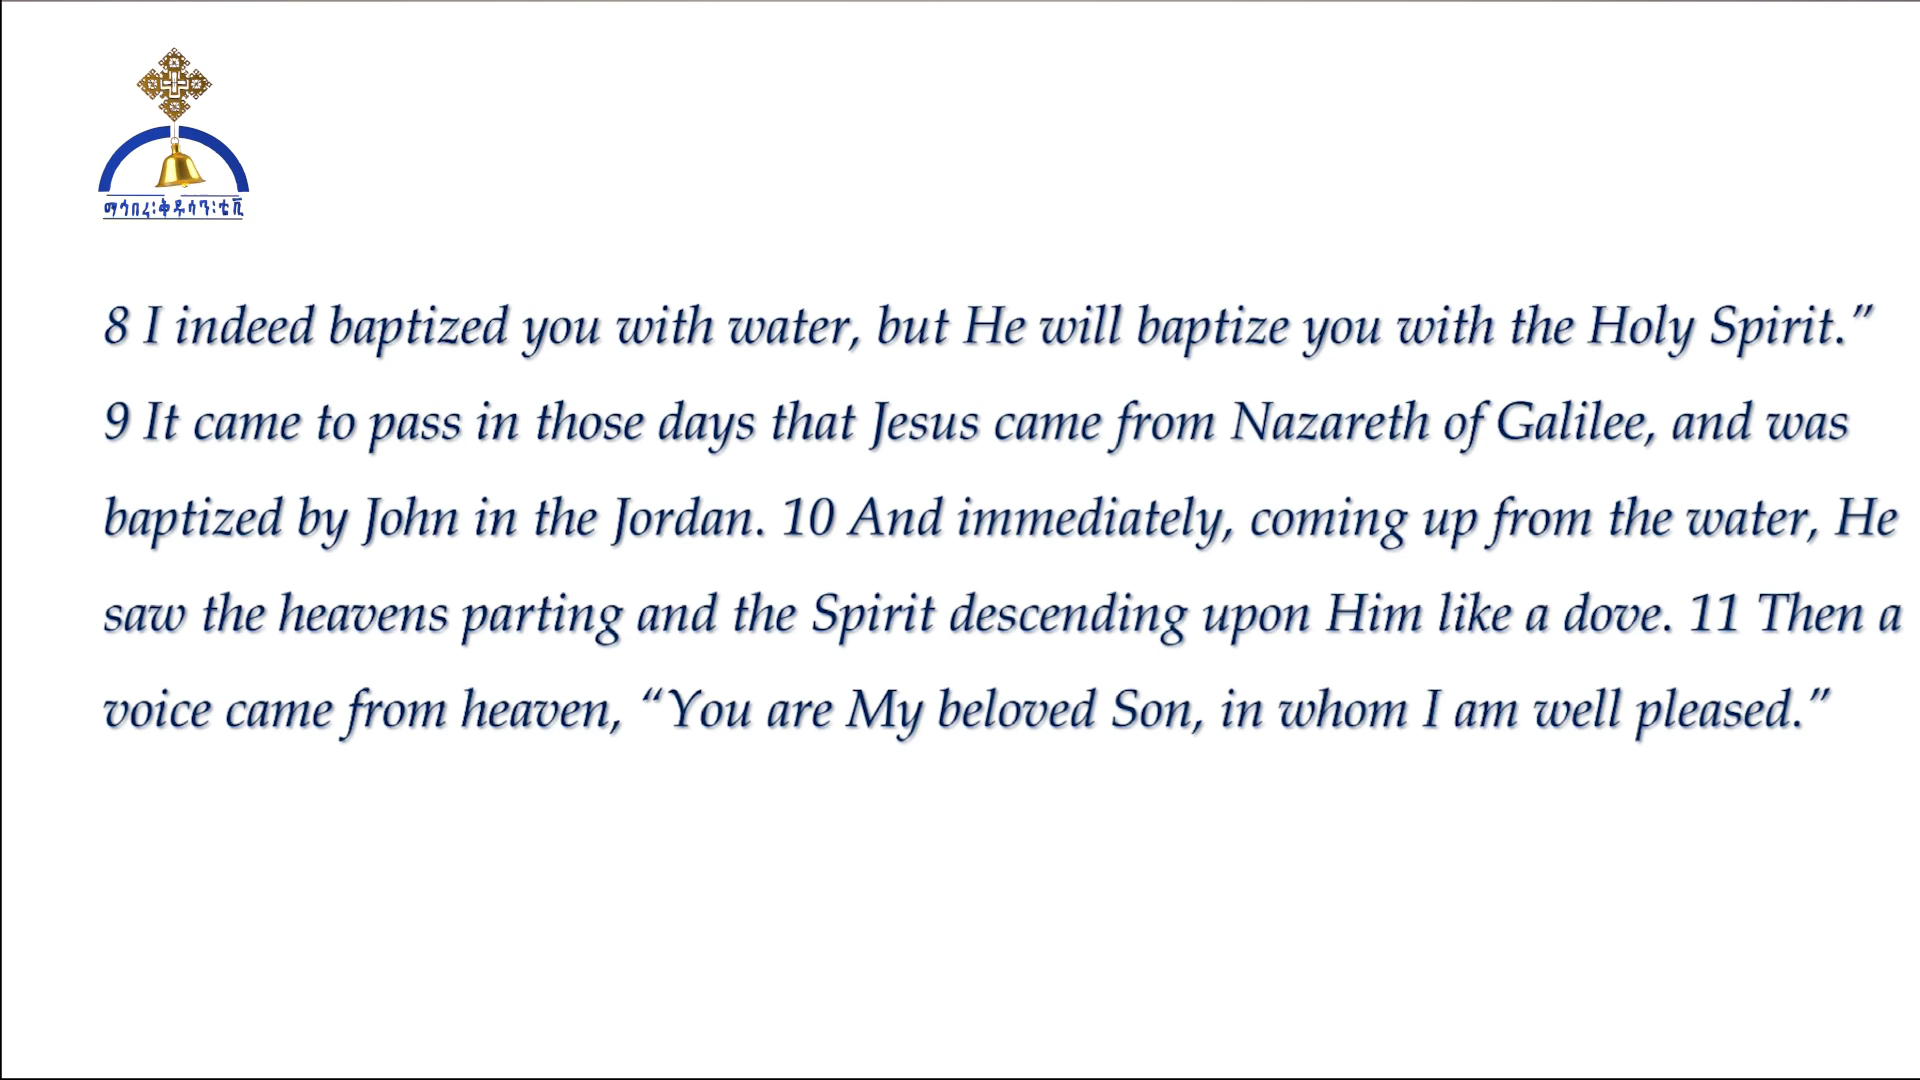 ማኅበረ፡ቅዱሳን፡ቴቪ
8 I indeed baptized you with water, but He will baptize you with the Holy Spirit.”
9 It came to pass in those days that Jesus came from Nazareth of Galilee, and was
baptized by John in the Jordan. 10 And immediately, coming up from the water, He
saw the heavens parting and the Spirit descending upon Him like a dove. 11 Then a
voice came from heaven, “You are My beloved Son, in whom I am well pleased.”